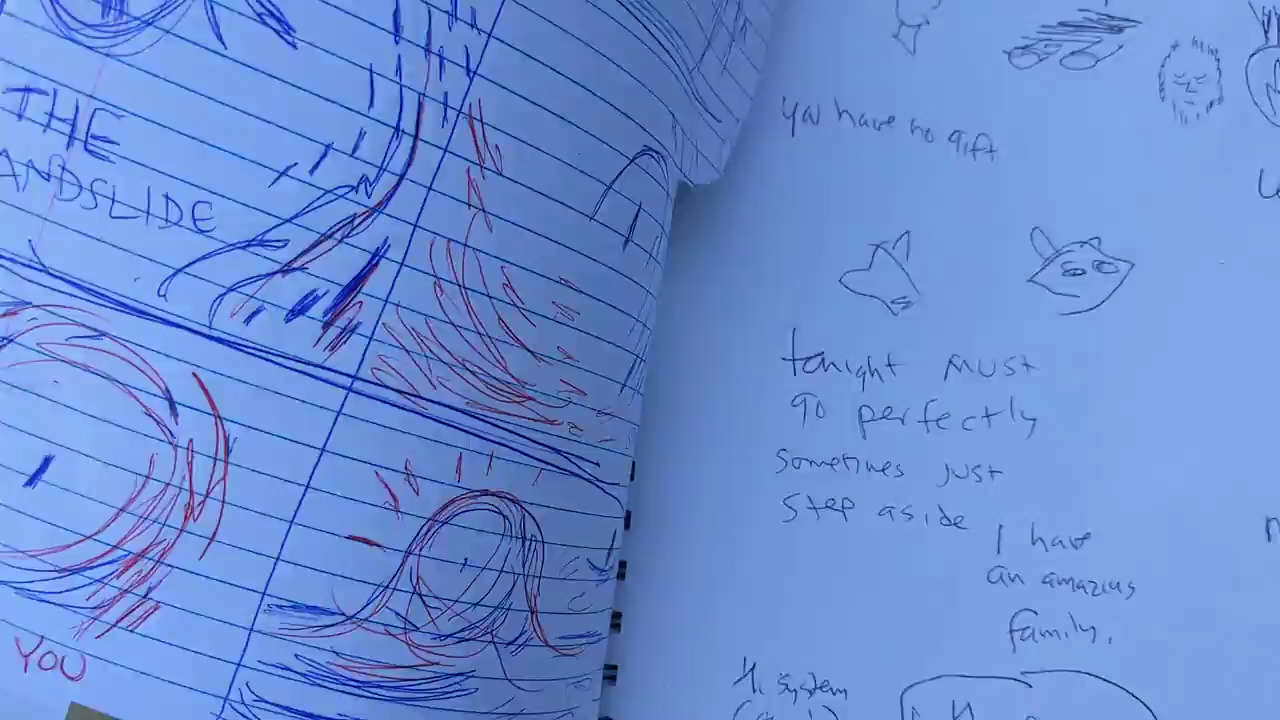 THE
ANDSLIDE
YOU
you have no gift
tonight must
go perfectly
sometimes just
step aside
I have
an amazing
family.
system